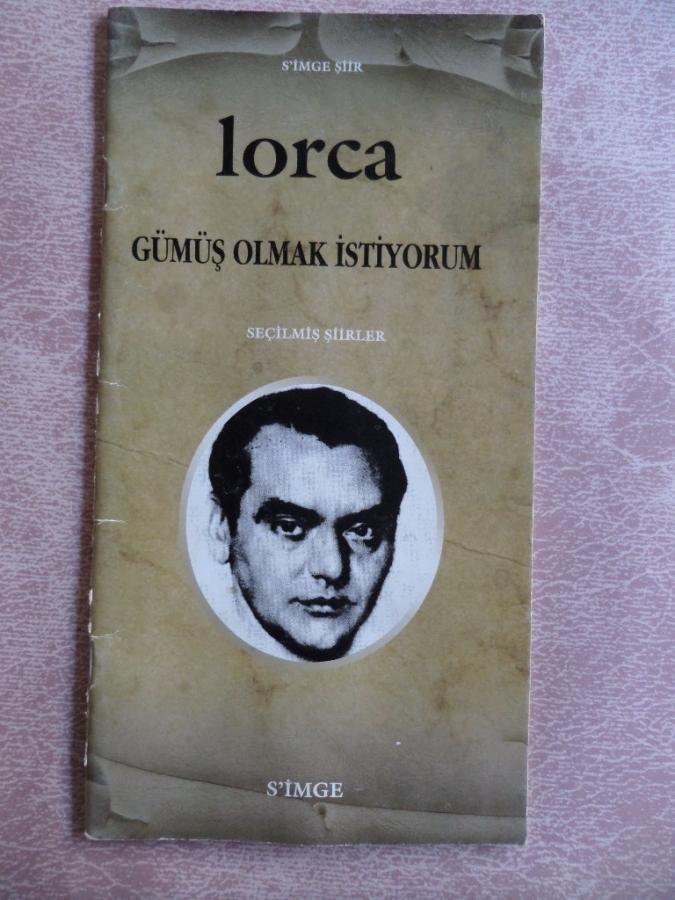 S'İMGE ŞİİR
lorca
GÜMÜŞ OLMAK İSTİYORUM
SEÇİLMİŞ ŞİİRLER
S'İMGE